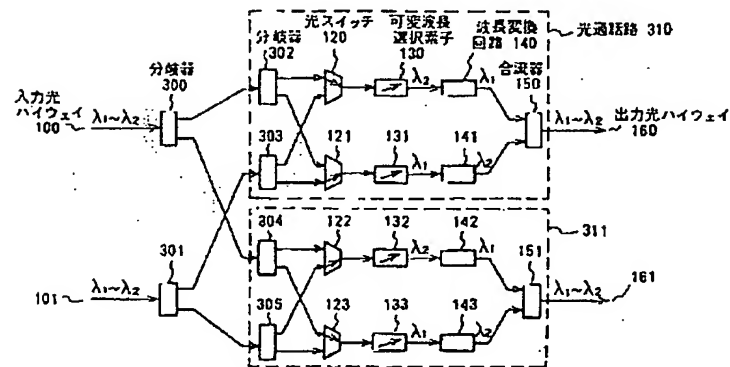 光スイッチ
120
可変波長
選択素子
130
波長変換
回路 140
光通話路 310
分岐器
302
分岐器
300
合波器
150
入力光
ハイウェイ
100
λ1~λ2
λ2
λ1
λ1~λ2
出力光ハイウェイ
160
303
121
131
141
λ1
λ2
304
122
132
142
311
λ2
λ1
301
151
101
λ1~λ2
λ1~λ2
161
305
123
133
143
λ1
λ2